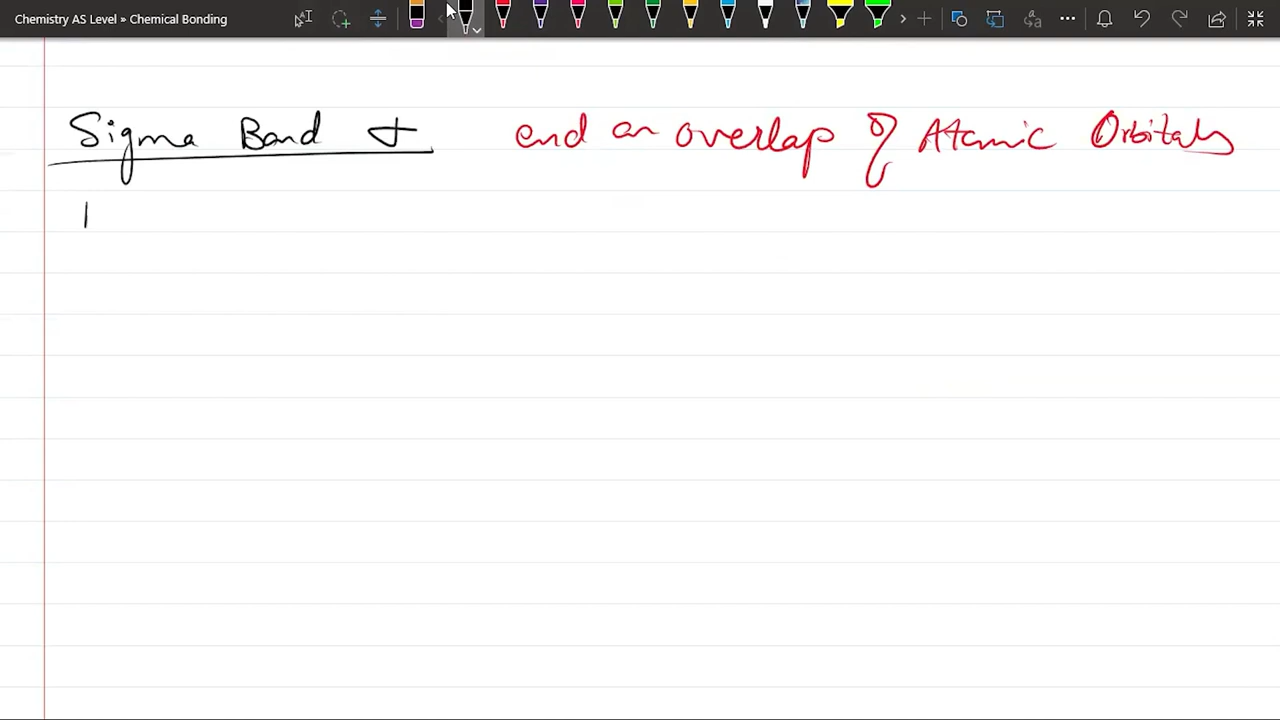 Chemistry AS Level » Chemical Bonding
Sigma Bond σ end on overlap of Atomic Orbitals